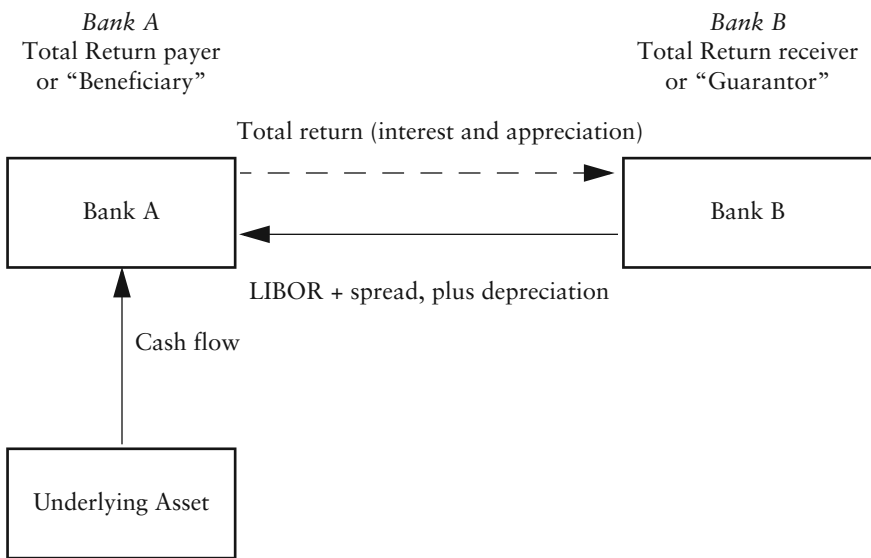 Bank A
Total Return payer
or “Beneficiary”
Bank B
Total Return receiver
or “Guarantor”
Total return (interest and appreciation)
Bank A
Bank B
LIBOR + spread, plus depreciation
Cash flow
Underlying Asset